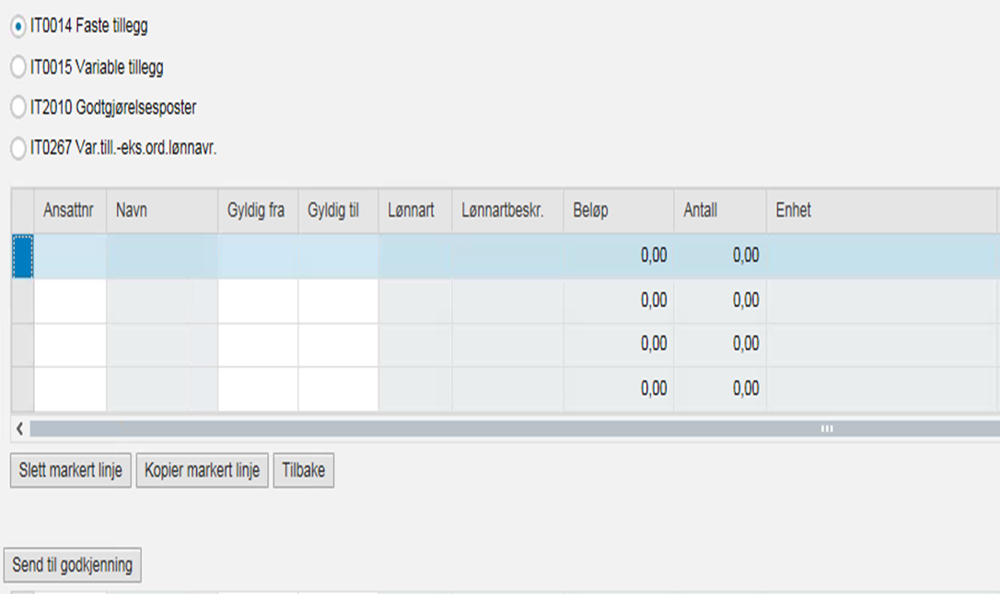 IT0014 Faste tillegg
IT0015 Variable tillegg
IT2010 Godtgjørelsesposter
IT0267 Var.till.-eks.ord.lønnavr.
Ansattnr Navn Gyldig fra Gyldig til Lønnart Lønnartbeskr. Beløp Antall Enhet
0,00 0,00
0,00 0,00
0,00 0,00
0,00 0,00
Slett markert linje Kopier markert linje Tilbake
Send til godkjenning